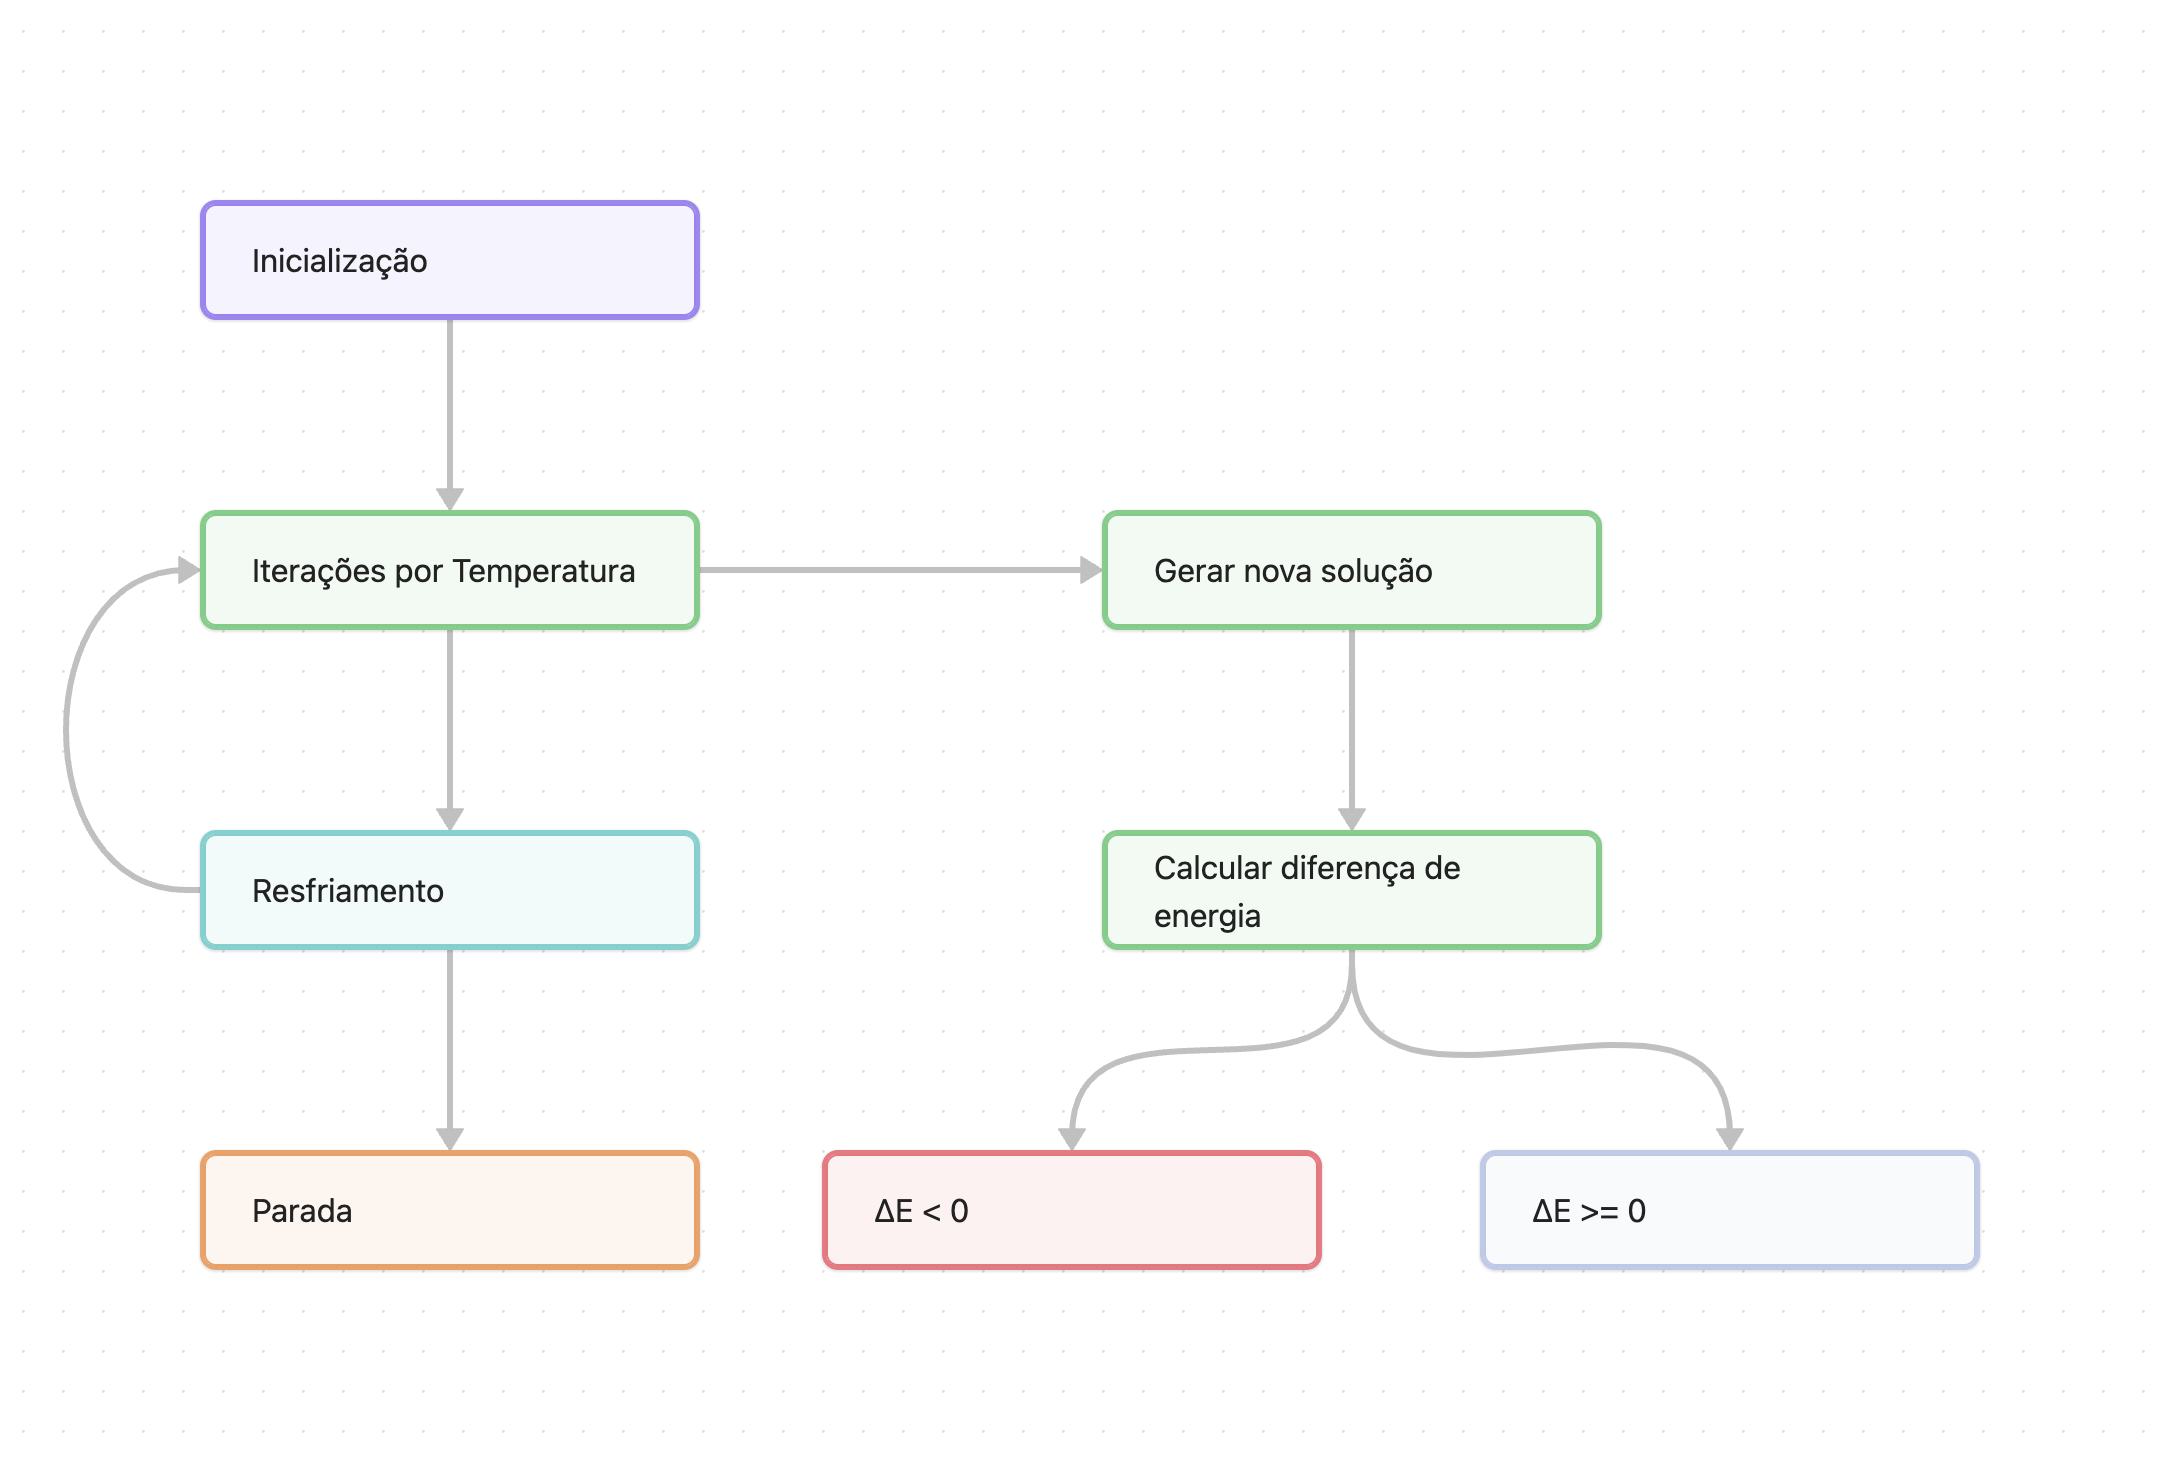 Inicialização
Iterações por Temperatura
Gerar nova solução
Resfriamento
Calcular diferença de
energia
Parada
ΔE < 0
ΔE >= 0